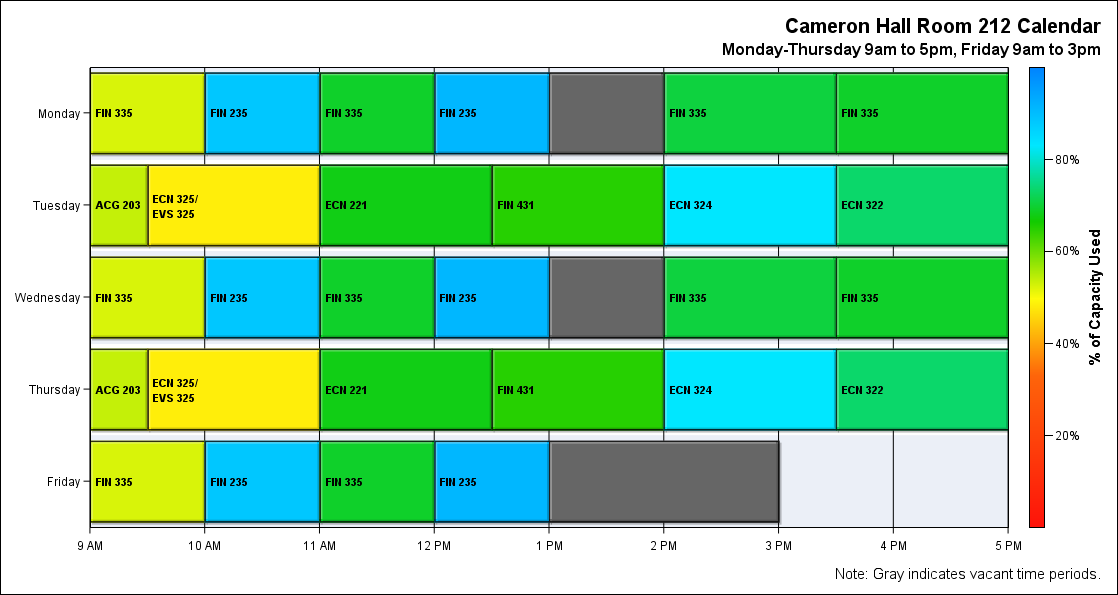 Cameron Hall Room 212 Calendar
Monday-Thursday 9am to 5pm, Friday 9am to 3pm
Monday
FIN 335
FIN 235
FIN 335
FIN 235
FIN 335
FIN 335
Tuesday
ACG 203
ECN 325/
EVS 325
ECN 221
FIN 431
ECN 324
ECN 322
Wednesday
FIN 335
FIN 235
FIN 335
FIN 235
FIN 335
FIN 335
Thursday
ACG 203
ECN 325/
EVS 325
ECN 221
FIN 431
ECN 324
ECN 322
Friday
FIN 335
FIN 235
FIN 335
FIN 235
9 AM
10 AM
11 AM
12 PM
1 PM
2 PM
3 PM
4 PM
5 PM
80%
60%
40%
20%
% of Capacity Used
Note: Gray indicates vacant time periods.